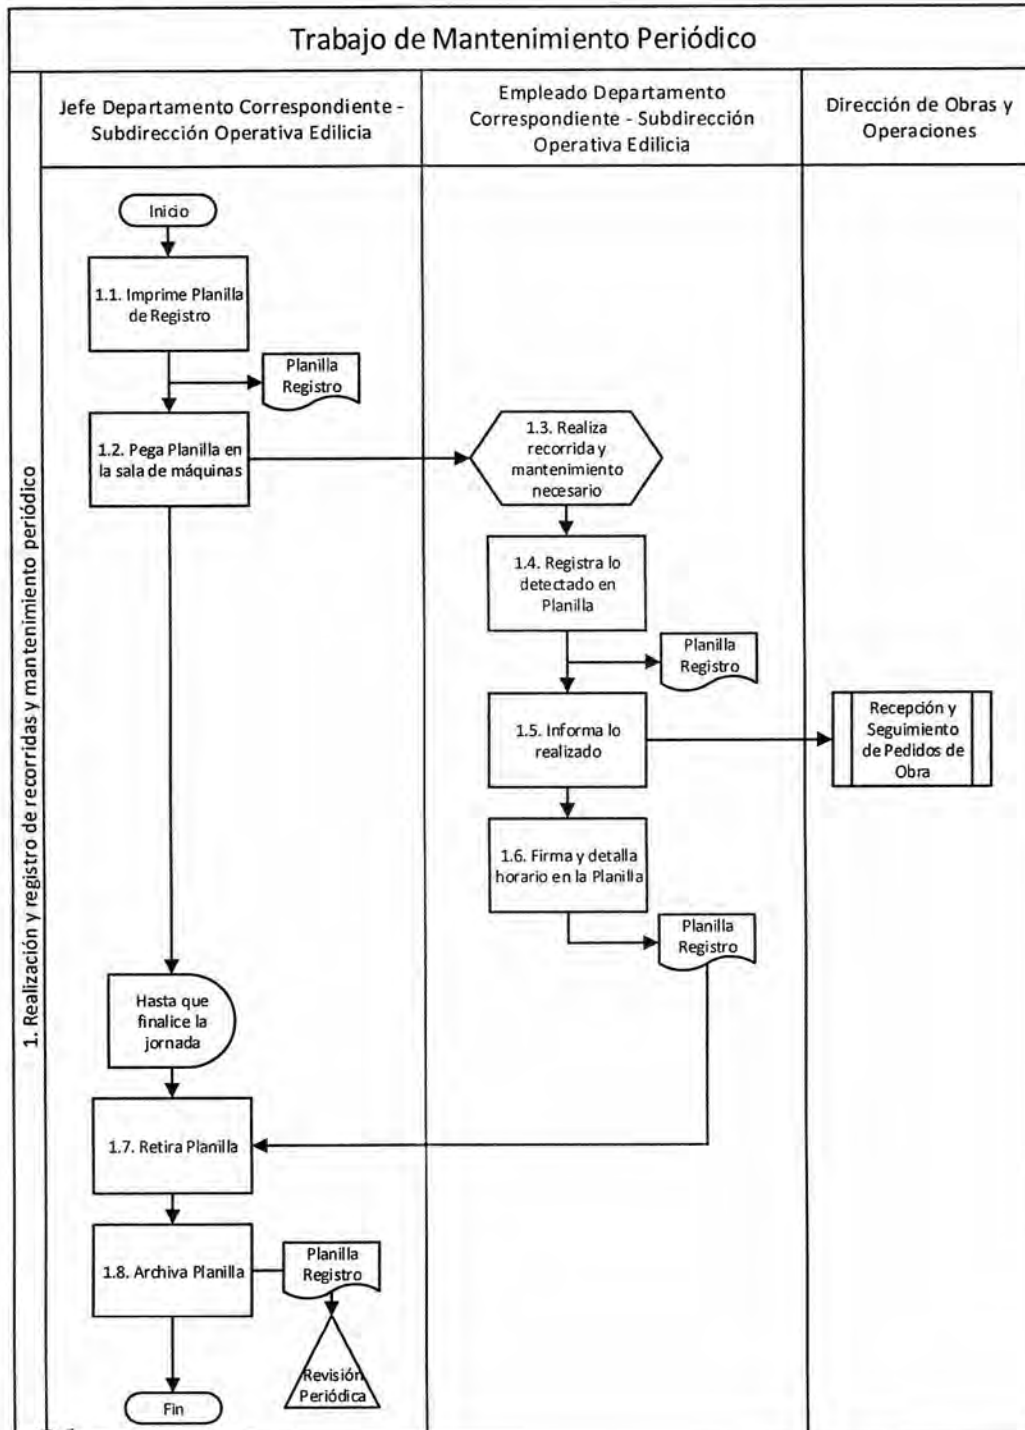 Trabajo de Mantenimiento Periódico
Jefe Departamento Correspondiente -
Subdirección Operativa Edilicia
Empleado Departamento
Correspondiente - Subdirección
Operativa Edilicia
Dirección de Obras y
Operaciones
1. Realización y registro de recorridas y mantenimiento periódico
Inicio
1.1. Imprime Planilla
de Registro
Planilla
Registro
1.2. Pega Planilla en
la sala de máquinas
1.3. Realiza
recorrida y
mantenimiento
necesario
1.4. Registra lo
detectado en
Planilla
Planilla
Registro
1.5. Informa lo
realizado
Recepción y
Seguimiento
de Pedidos de
Obra
1.6. Firma y detalla
horario en la Planilla
Planilla
Registro
Hasta que
finalice la
jornada
1.7. Retira Planilla
1.8. Archiva Planilla
Planilla
Registro
Revisión
Periódica
Fin